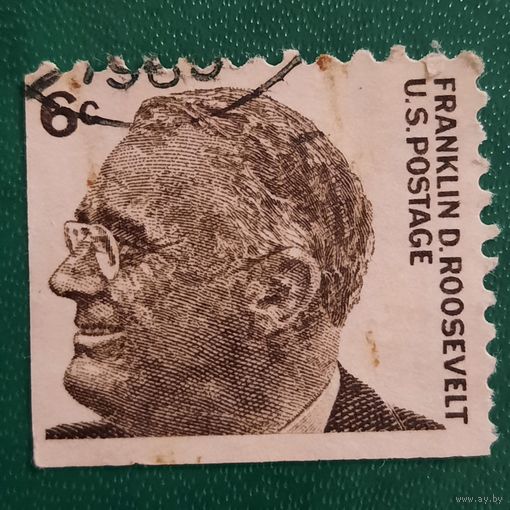 6c
FRANKLIN D. ROOSEVELT
U.S. POSTAGE
www.ay.by